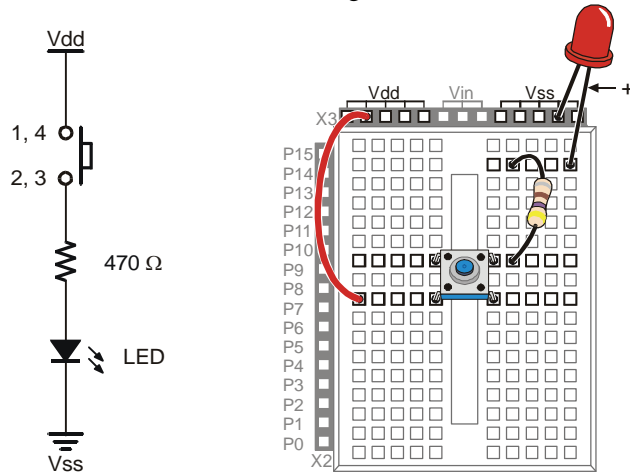 Vdd
1, 4
2, 3
470 Ω
LED
Vss
Vdd Vin Vss
+
X3
P15
P14
P13
P12
P11
P10
P9
P8
P7
P6
P5
P4
P3
P2
P1
P0
X2